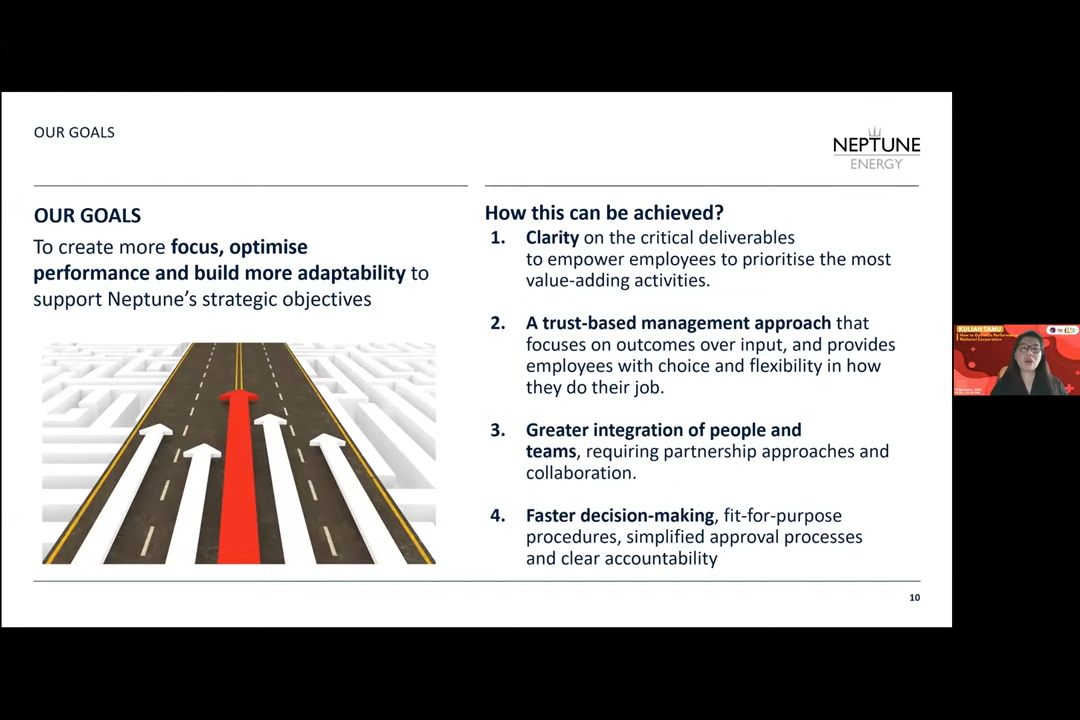 OUR GOALS
NEPTUNE
ENERGY
OUR GOALS
To create more focus, optimise
performance and build more adaptability to
support Neptune’s strategic objectives
How this can be achieved?
1. Clarity on the critical deliverables
to empower employees to prioritise the most
value-adding activities.
2. A trust-based management approach that
focuses on outcomes over input, and provides
employees with choice and flexibility in how
they do their job.
3. Greater integration of people and
teams, requiring partnership approaches and
collaboration.
4. Faster decision-making, fit-for-purpose
procedures, simplified approval processes
and clear accountability
10
KULIAH TAMU